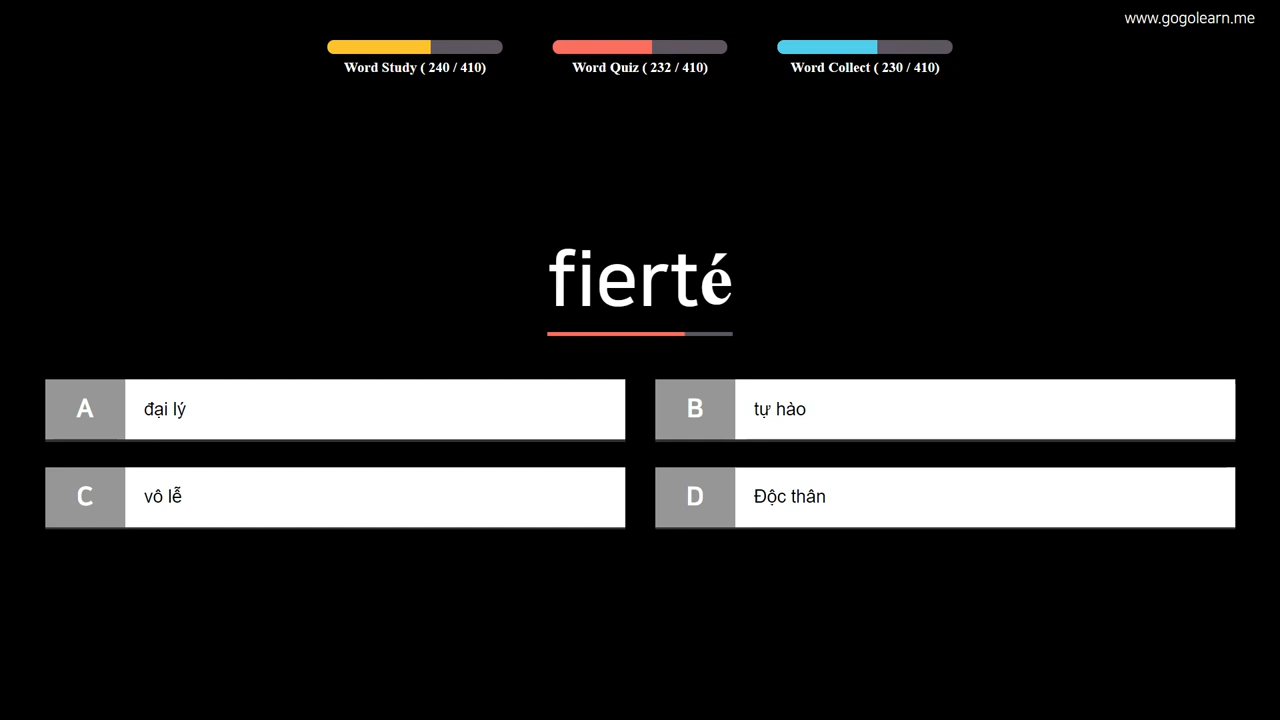 www.gogolearn.me
Word Study ( 240 / 410)
Word Quiz ( 232 / 410)
Word Collect ( 230 / 410)
fierté
A đại lý
B tự hào
C vô lễ
D Độc thân